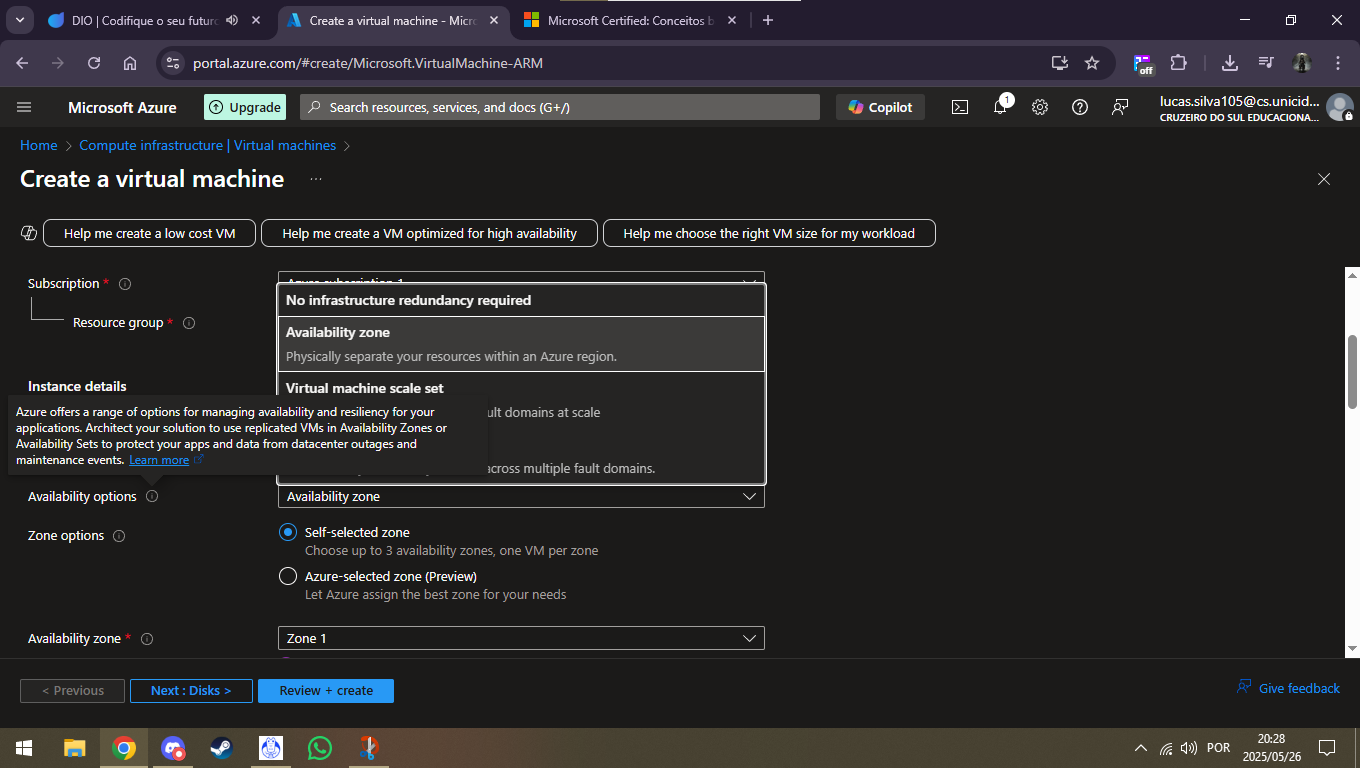 DIO | Codifique o seu futuro
Create a virtual machine - Micro
Microsoft Certified: Conceitos b
portal.azure.com/#create/Microsoft.VirtualMachine-ARM
off
Microsoft Azure
Upgrade
Search resources, services, and docs (G+/)
Copilot
1
lucas.silva105@cs.unicid...
CRUZEIRO DO SUL EDUCACIONA...
Home > Compute infrastructure | Virtual machines >
Create a virtual machine ...
Help me create a low cost VM
Help me create a VM optimized for high availability
Help me choose the right VM size for my workload
Subscription *
Azure subscription 1
No infrastructure redundancy required
Resource group *
Availability zone
Physically separate your resources within an Azure region.
Instance details
Virtual machine scale set
ult domains at scale
Azure offers a range of options for managing availability and resiliency for your
applications. Architect your solution to use replicated VMs in Availability Zones or
Availability Sets to protect your apps and data from datacenter outages and
maintenance events. Learn more
across multiple fault domains.
Availability options
Availability zone
Zone options
Self-selected zone
Choose up to 3 availability zones, one VM per zone
Azure-selected zone (Preview)
Let Azure assign the best zone for your needs
Availability zone *
Zone 1
< Previous
Next : Disks >
Review + create
Give feedback
POR
20:28
2025/05/26